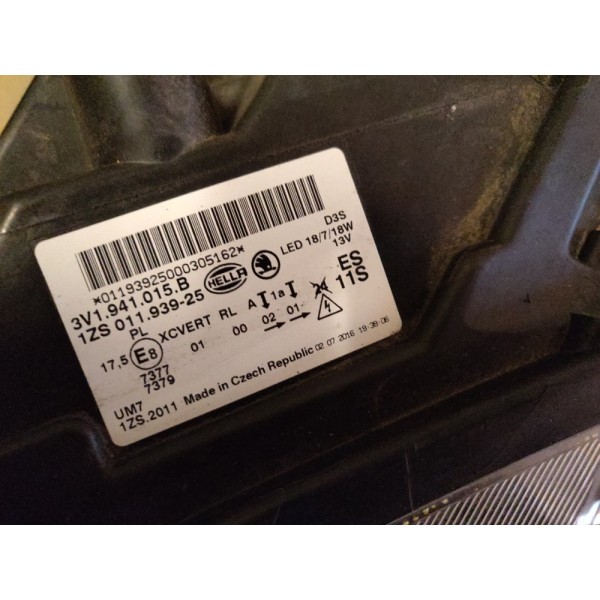 *01193925000305162*
D3S
3V1.941.015.B
HELLA
LED 18/7/18W
13V
1ZS 011.939-25
PL XCVERT RL A 1a
ES
11S
17,5 E8 01 00 02 01
7377
7379
UM7
1ZS.2011 Made in Czech Republic 02 07 2016 19:39:06